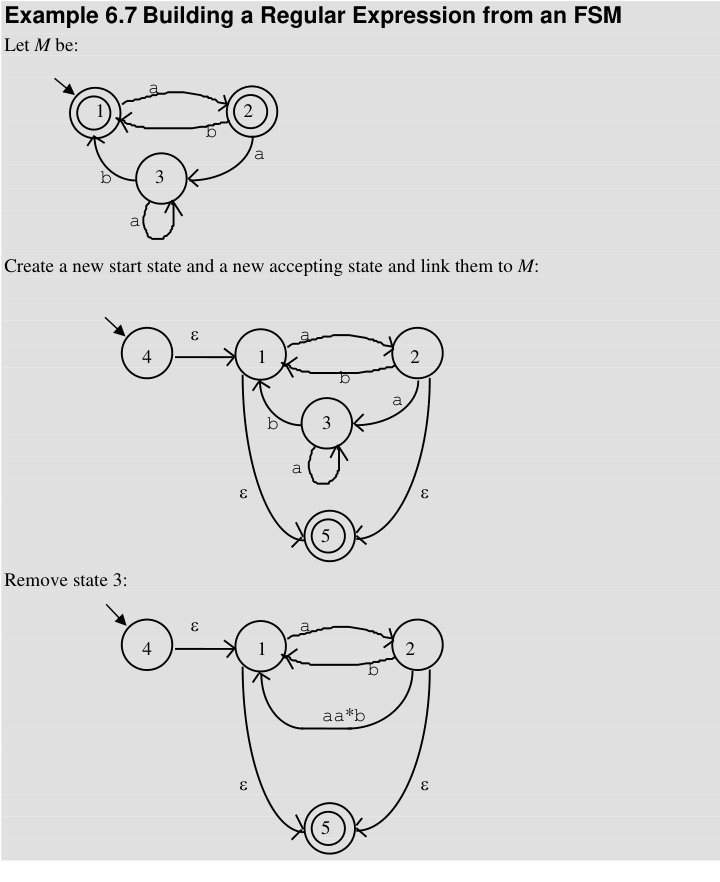 Example 6.7 Building a Regular Expression from an FSM
Let M be:
a
1
2
b
a
b
3
a
Create a new start state and a new accepting state and link them to M:
ε
a
4
1
2
b
a
b
3
a
ε
ε
5
Remove state 3:
ε
a
4
1
2
b
aa*b
ε
ε
5